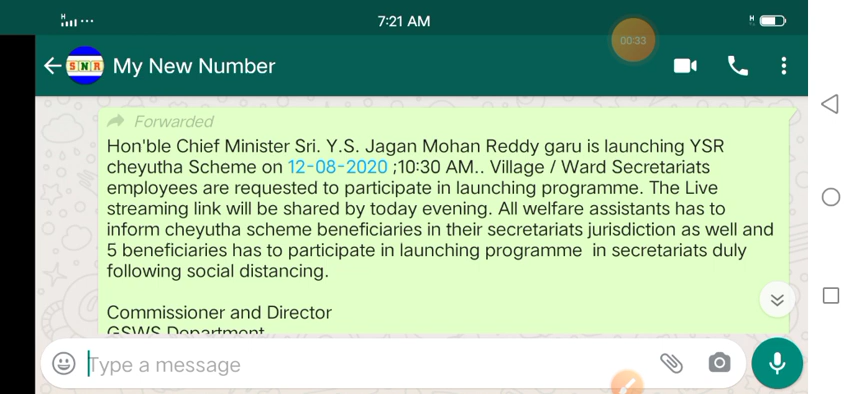 7:21 AM
H
H
00:33
SNR
My New Number
Forwarded
Hon'ble Chief Minister Sri. Y.S. Jagan Mohan Reddy garu is launching YSR
cheyutha Scheme on 12-08-2020 ;10:30 AM.. Village / Ward Secretariats
employees are requested to participate in launching programme. The Live
streaming link will be shared by today evening. All welfare assistants has to
inform cheyutha scheme beneficiaries in their secretariats jurisdiction as well and
5 beneficiaries has to participate in launching programme  in secretariats duly
following social distancing.
Commissioner and Director
GSWS Department
Type a message